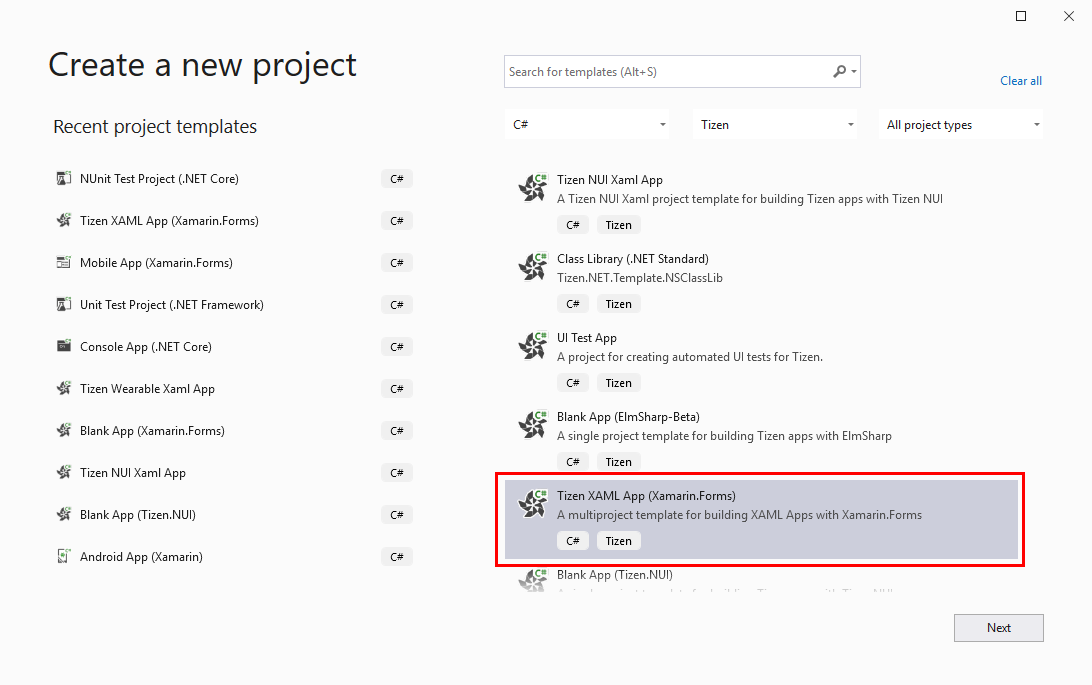 Create a new project
Search for templates (Alt+S)
Clear all
Recent project templates
C#
Tizen
All project types
NUnit Test Project (.NET Core)
C#
Tizen XAML App (Xamarin.Forms)
C#
Mobile App (Xamarin.Forms)
C#
Unit Test Project (.NET Framework)
C#
Console App (.NET Core)
C#
Tizen Wearable Xaml App
C#
Blank App (Xamarin.Forms)
C#
Tizen NUI Xaml App
C#
Blank App (Tizen.NUI)
C#
Android App (Xamarin)
C#
C#
Tizen NUI Xaml App
A Tizen NUI Xaml project template for building Tizen apps with Tizen NUI
C# Tizen
C#
Class Library (.NET Standard)
Tizen.NET.Template.NSClassLib
C# Tizen
C#
UI Test App
A project for creating automated UI tests for Tizen.
C# Tizen
C#
Blank App (ElmSharp-Beta)
A single project template for building Tizen apps with ElmSharp
C# Tizen
C#
Tizen XAML App (Xamarin.Forms)
A multiproject template for building XAML Apps with Xamarin.Forms
C# Tizen
C#
Blank App (Tizen.NUI)
Next